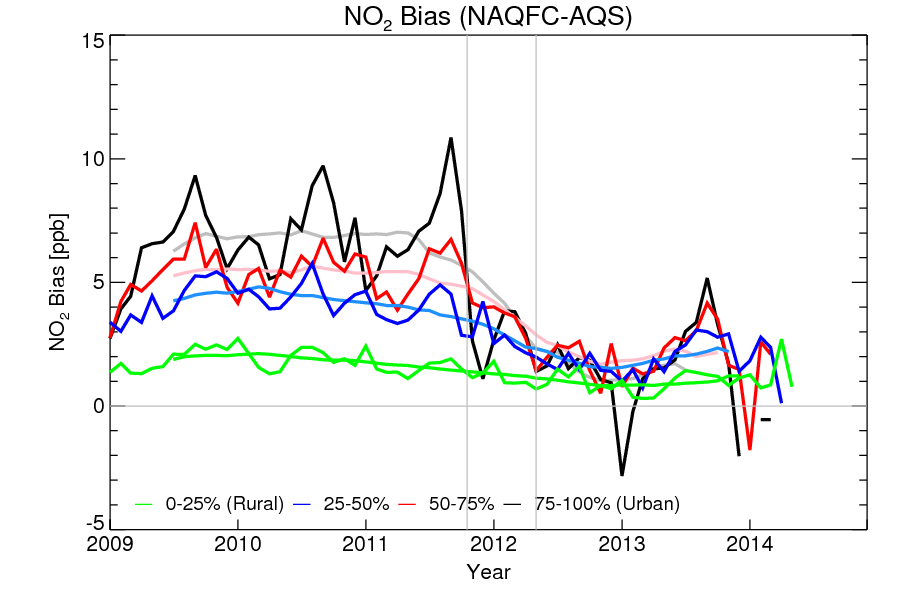 NO₂ Bias (NAQFC-AQS)
15
10
5
0
-5
NO₂ Bias [ppb]
0-25% (Rural) 25-50% 50-75% 75-100% (Urban)
2009 2010 2011 2012 2013 2014
Year